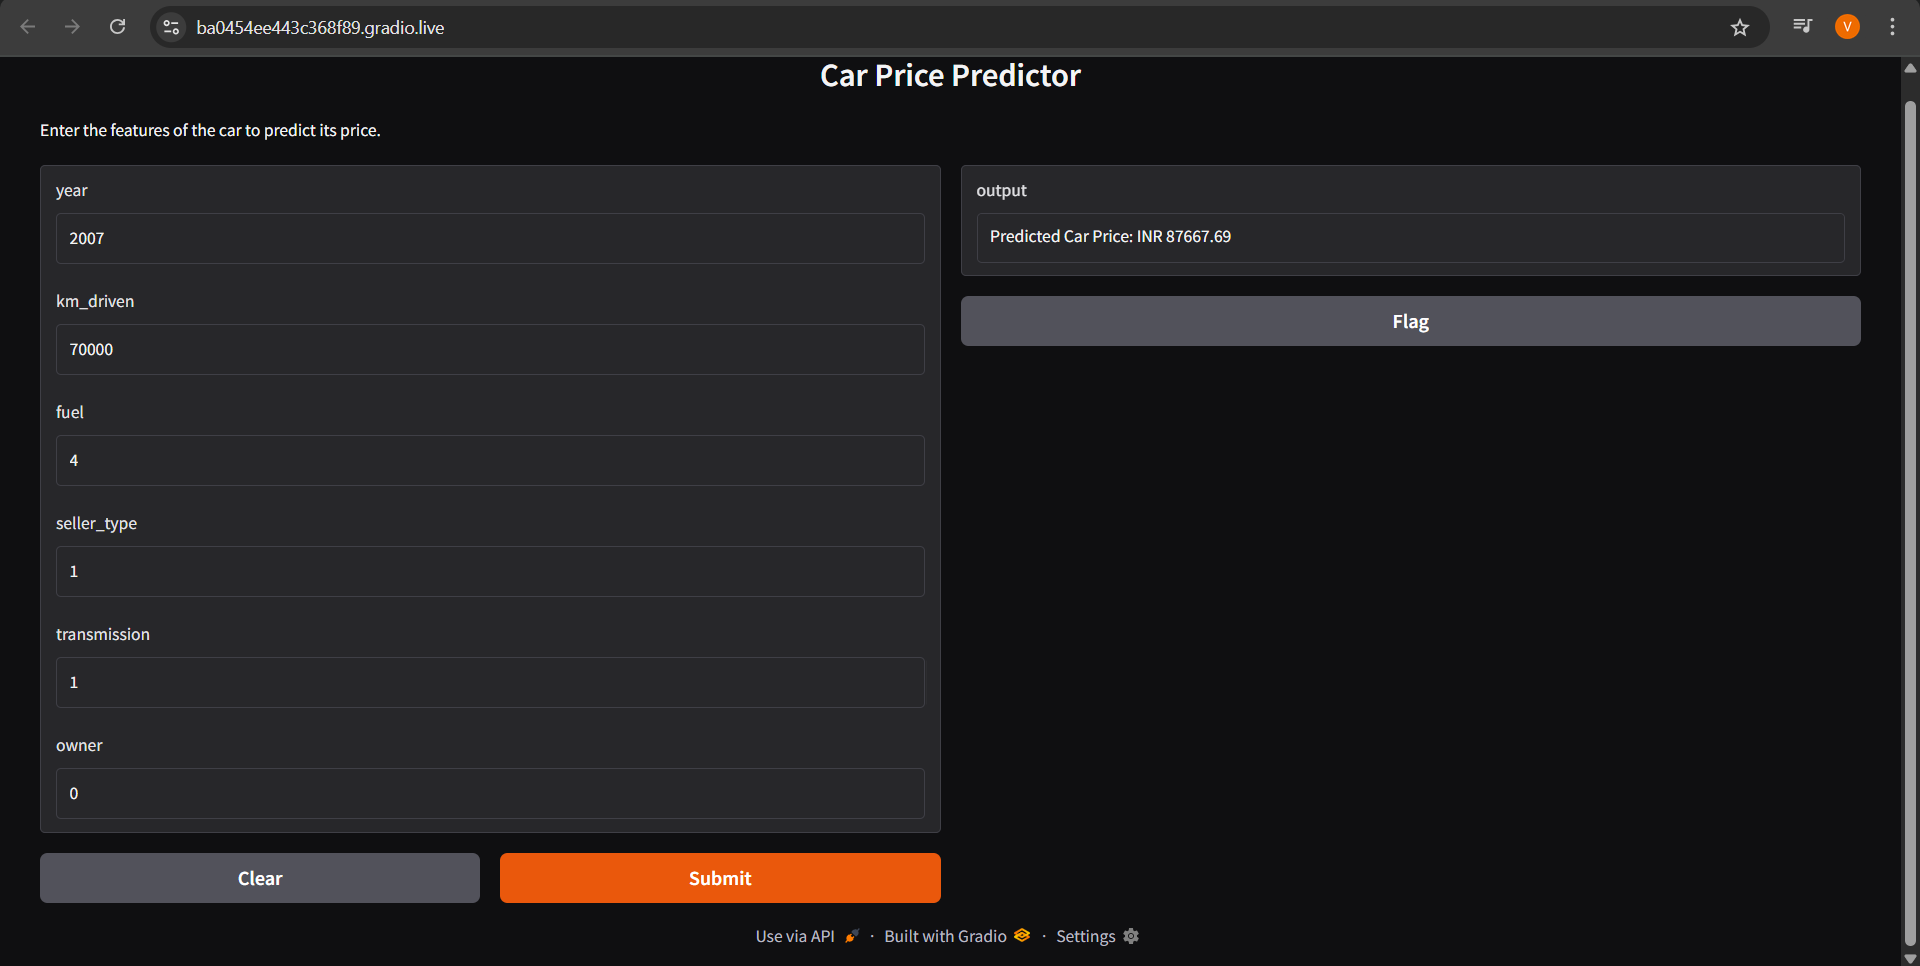 ba0454ee443c368f89.gradio.live
V
Car Price Predictor
Enter the features of the car to predict its price.
year
2007
km_driven
70000
fuel
4
seller_type
1
transmission
1
owner
0
Clear
Submit
output
Predicted Car Price: INR 87667.69
Flag
Use via API · Built with Gradio · Settings